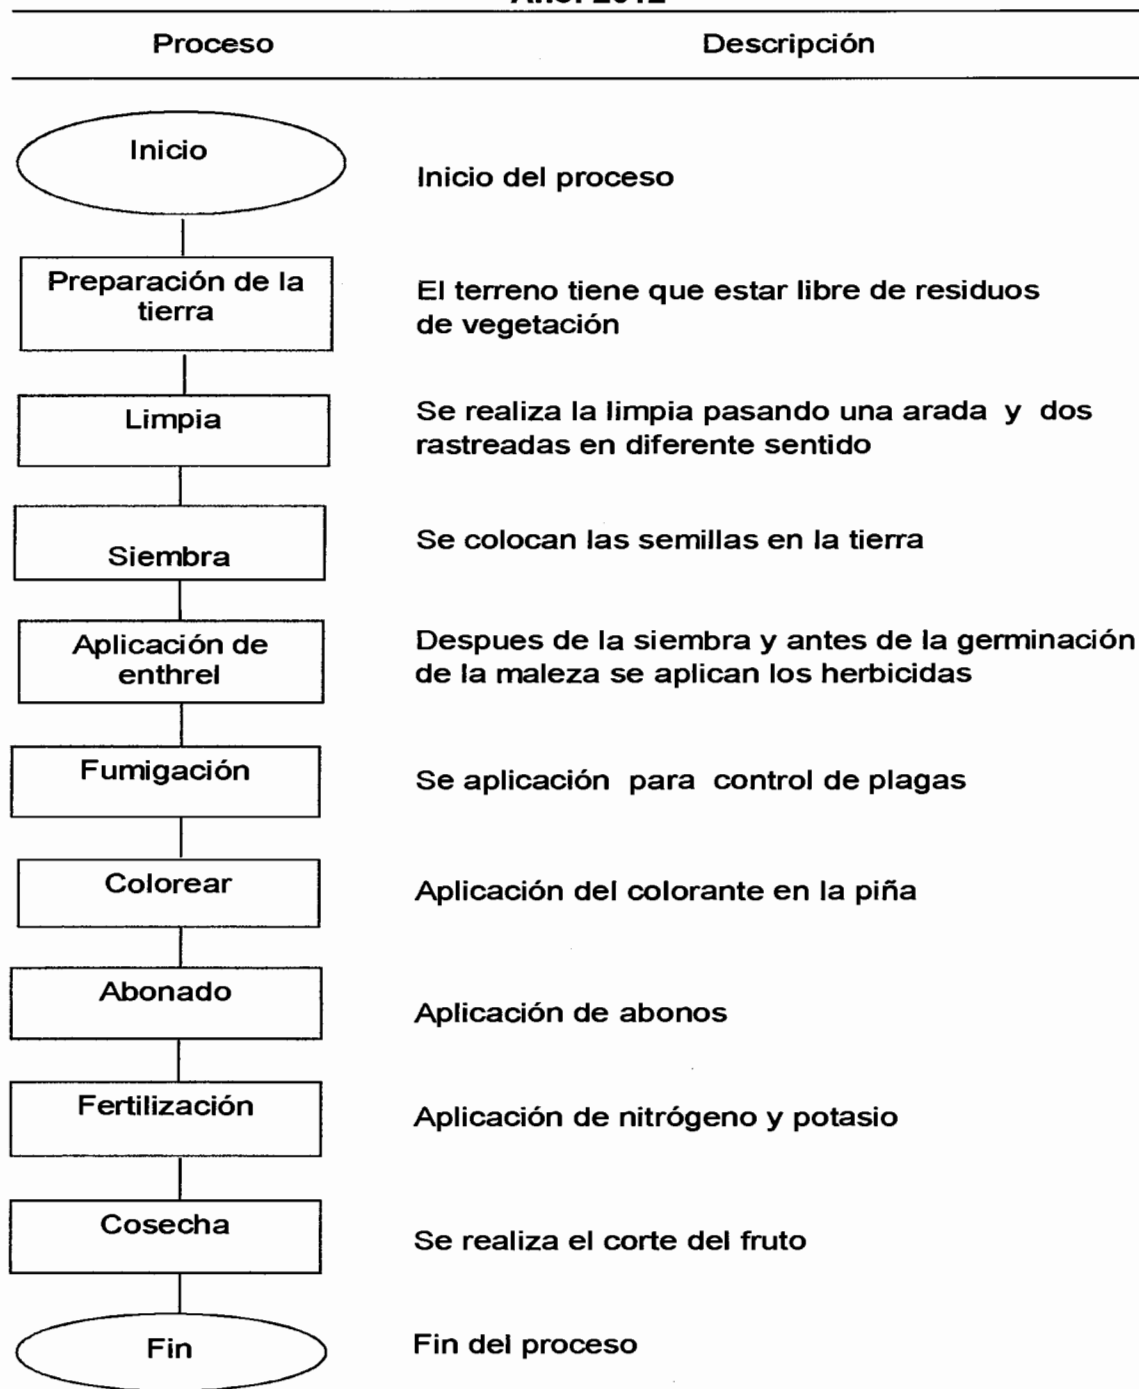 Proceso Descripción
Inicio
Inicio del proceso
Preparación de la
tierra
El terreno tiene que estar libre de residuos
de vegetación
Limpia
Se realiza la limpia pasando una arada y dos
rastreadas en diferente sentido
Siembra
Se colocan las semillas en la tierra
Aplicación de
enthrel
Despues de la siembra y antes de la germinación
de la maleza se aplican los herbicidas
Fumigación
Se aplicación para control de plagas
Colorear
Aplicación del colorante en la piña
Abonado
Aplicación de abonos
Fertilización
Aplicación de nitrógeno y potasio
Cosecha
Se realiza el corte del fruto
Fin
Fin del proceso